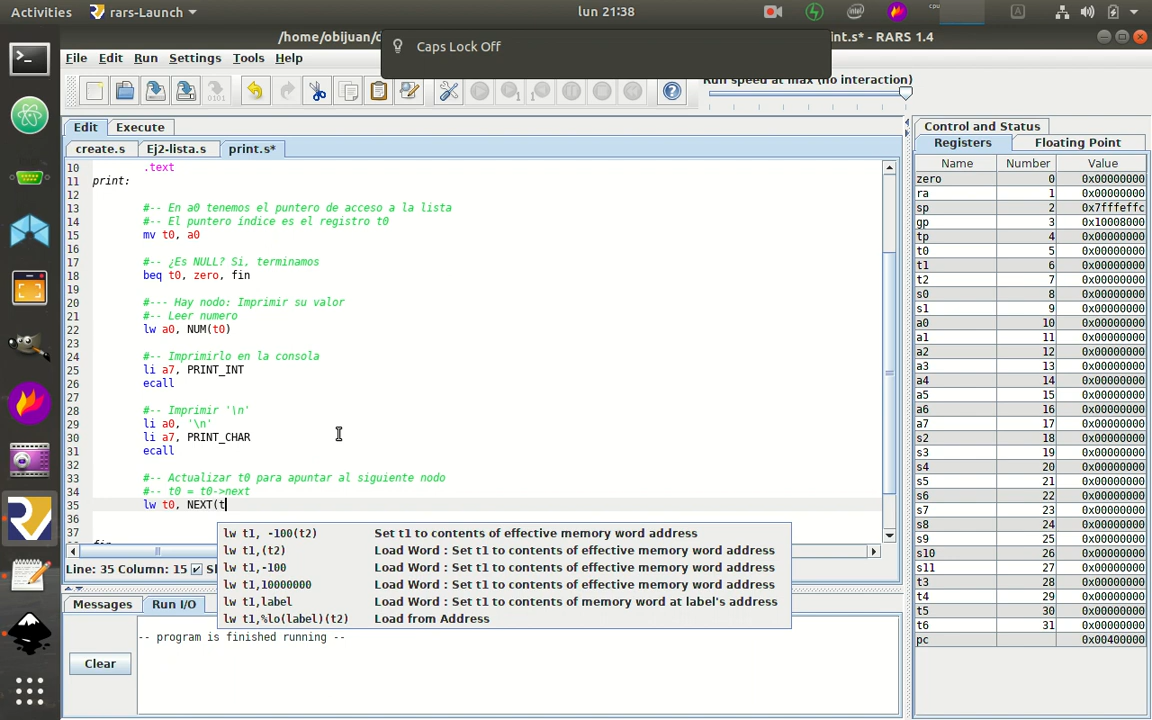 Activities
rars-Launch
lun 21:38
cpu
/home/obijuan/
int.s* - RARS 1.4
Caps Lock Off
File Edit Run Settings Tools Help
Run speed at max (no interaction)
Edit Execute
create.s Ej2-lista.s print.s*
10 .text
11 print:
12
13 #-- En a0 tenemos el puntero de acceso a la lista
14 #-- El puntero índice es el registro t0
15 mv t0, a0
16
17 #-- ¿Es NULL? Si, terminamos
18 beq t0, zero, fin
19
20 #--- Hay nodo: Imprimir su valor
21 #-- Leer numero
22 lw a0, NUM(t0)
23
24 #-- Imprimirlo en la consola
25 li a7, PRINT_INT
26 ecall
27
28 #-- Imprimir '\n'
29 li a0, '\n'
30 li a7, PRINT_CHAR
31 ecall
32
33 #-- Actualizar t0 para apuntar al siguiente nodo
34 #-- t0 = t0->next
35 lw t0, NEXT(t
36
37
lw t1, -100(t2) Set t1 to contents of effective memory word address
lw t1,(t2) Load Word : Set t1 to contents of effective memory word address
lw t1,-100 Load Word : Set t1 to contents of effective memory word address
lw t1,10000000 Load Word : Set t1 to contents of effective memory word address
lw t1,label Load Word : Set t1 to contents of memory word at label's address
lw t1,%lo(label)(t2) Load from Address
Line: 35 Column: 15
Messages Run I/O
-- program is finished running --
Clear
Control and Status
Registers Floating Point
Name Number Value
zero 0 0x00000000
ra 1 0x00000000
sp 2 0x7fffeffc
gp 3 0x10008000
tp 4 0x00000000
t0 5 0x00000000
t1 6 0x00000000
t2 7 0x00000000
s0 8 0x00000000
s1 9 0x00000000
a0 10 0x00000000
a1 11 0x00000000
a2 12 0x00000000
a3 13 0x00000000
a4 14 0x00000000
a5 15 0x00000000
a6 16 0x00000000
a7 17 0x00000000
s2 18 0x00000000
s3 19 0x00000000
s4 20 0x00000000
s5 21 0x00000000
s6 22 0x00000000
s7 23 0x00000000
s8 24 0x00000000
s9 25 0x00000000
s10 26 0x00000000
s11 27 0x00000000
t3 28 0x00000000
t4 29 0x00000000
t5 30 0x00000000
t6 31 0x00000000
pc 0x00400000